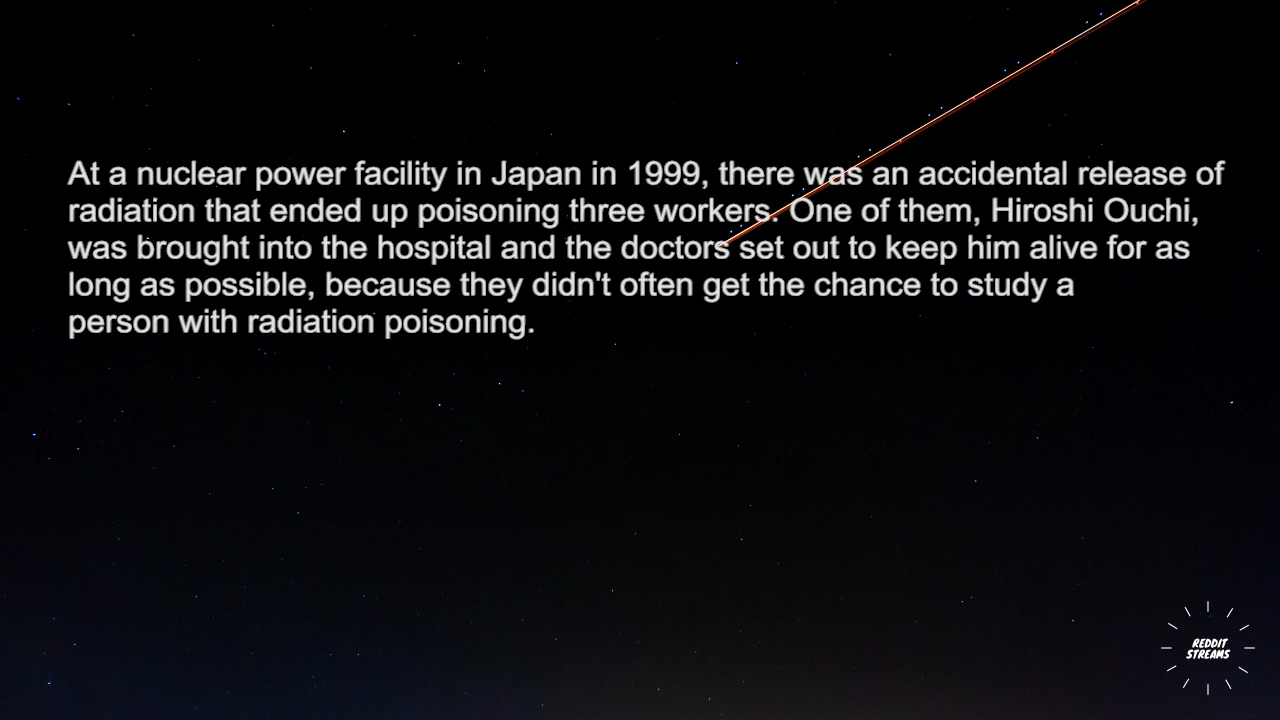 At a nuclear power facility in Japan in 1999, there was an accidental release of
radiation that ended up poisoning three workers. One of them, Hiroshi Ouchi,
was brought into the hospital and the doctors set out to keep him alive for as
long as possible, because they didn't often get the chance to study a
person with radiation poisoning.
REDDIT
STREAMS